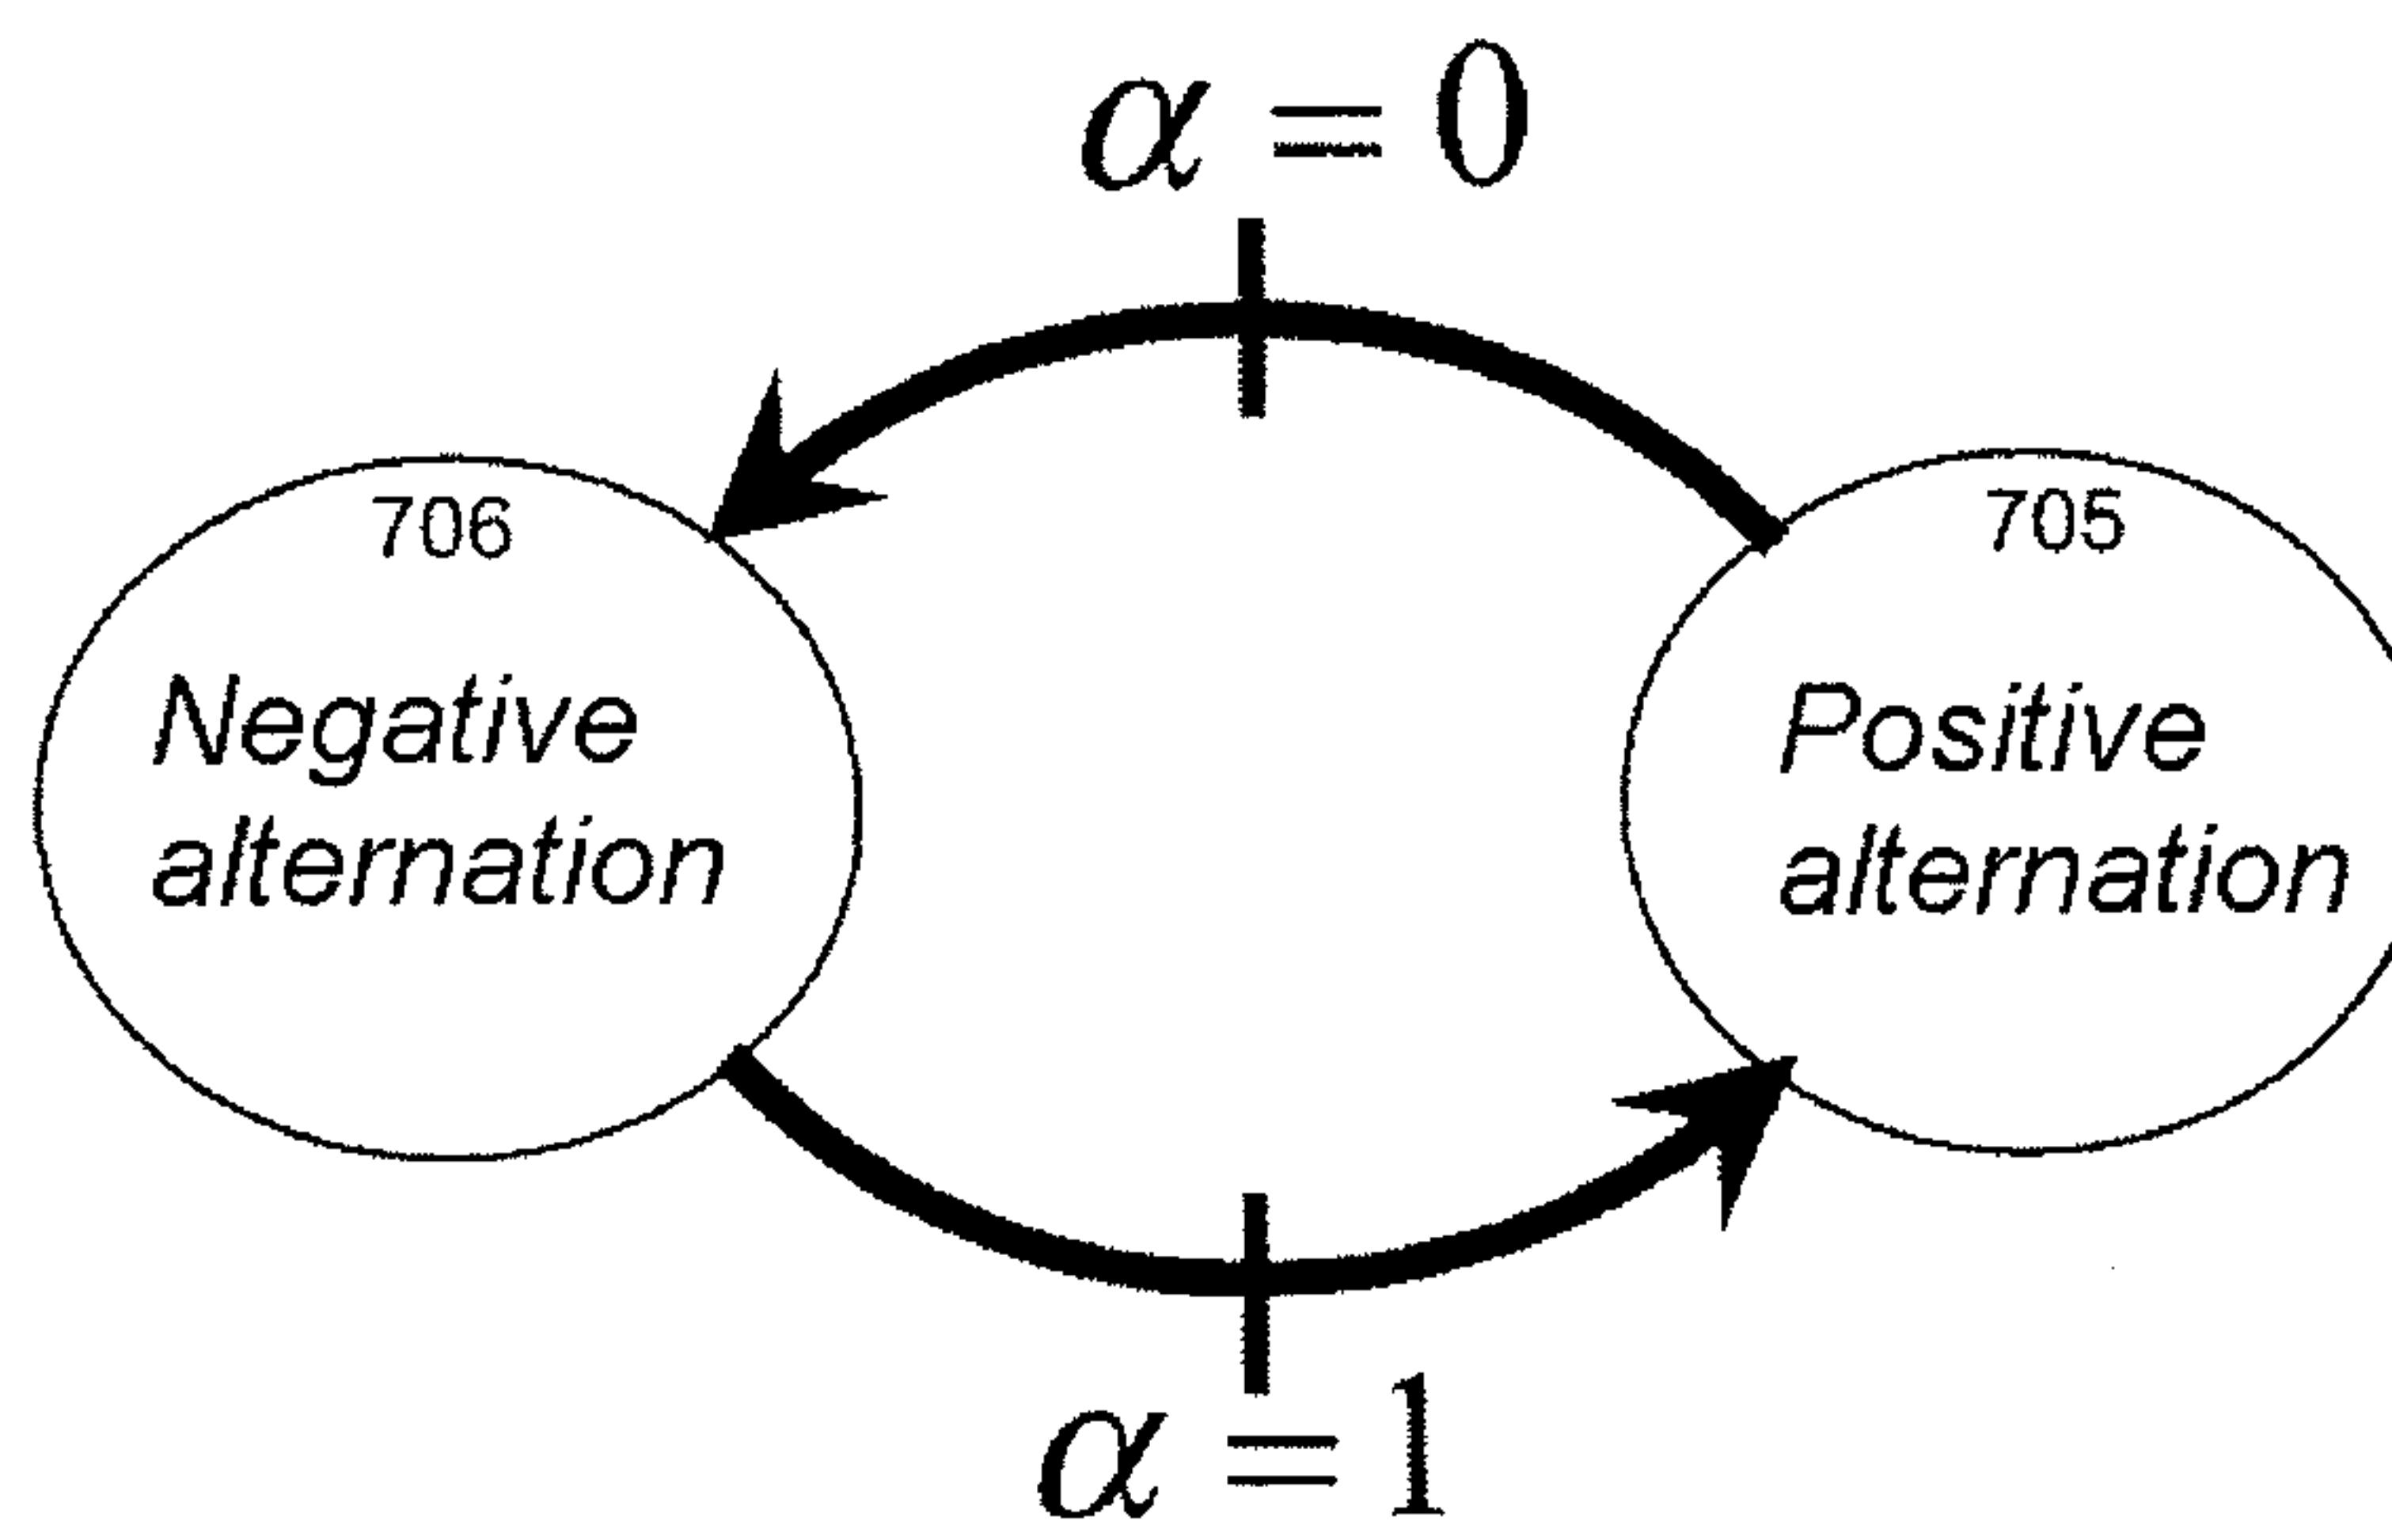 α = 0
706
Negative
alternation
705
Positive
alternation
α = 1